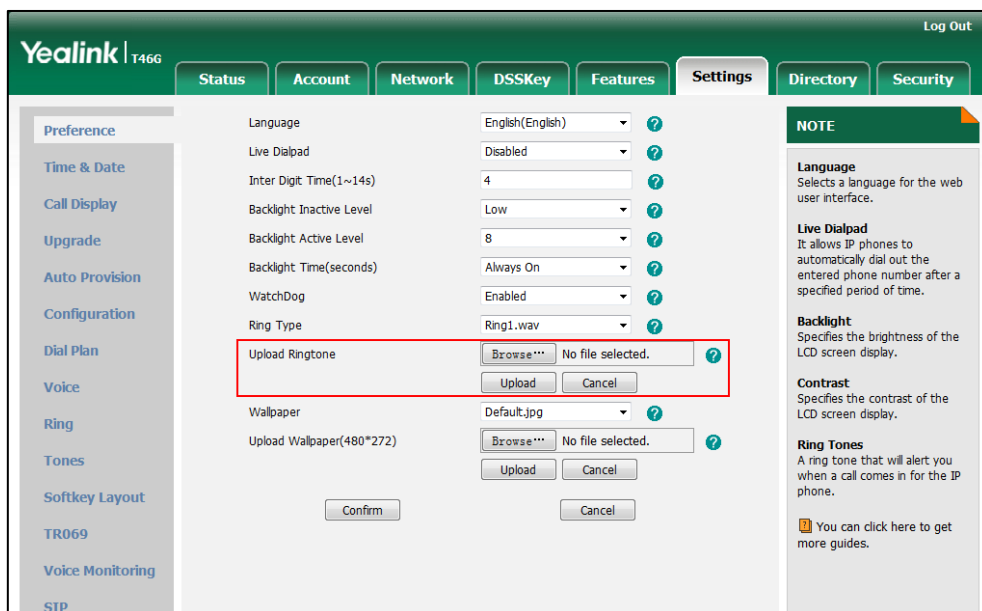 Log Out
Yealink T46G
Status Account Network DSSKey Features Settings Directory Security
Preference
Time & Date
Call Display
Upgrade
Auto Provision
Configuration
Dial Plan
Voice
Ring
Tones
Softkey Layout
TR069
Voice Monitoring
SIP
Language English(English) ?
Live Dialpad Disabled ?
Inter Digit Time(1~14s) 4 ?
Backlight Inactive Level Low ?
Backlight Active Level 8 ?
Backlight Time(seconds) Always On ?
WatchDog Enabled ?
Ring Type Ring1.wav ?
Upload Ringtone Browse··· No file selected. ?
Upload Cancel
Wallpaper Default.jpg ?
Upload Wallpaper(480*272) Browse··· No file selected. ?
Upload Cancel
Confirm Cancel
NOTE
Language
Selects a language for the web
user interface.
Live Dialpad
It allows IP phones to
automatically dial out the
entered phone number after a
specified period of time.
Backlight
Specifies the brightness of the
LCD screen display.
Contrast
Specifies the contrast of the
LCD screen display.
Ring Tones
A ring tone that will alert you
when a call comes in for the IP
phone.
? You can click here to get
more guides.